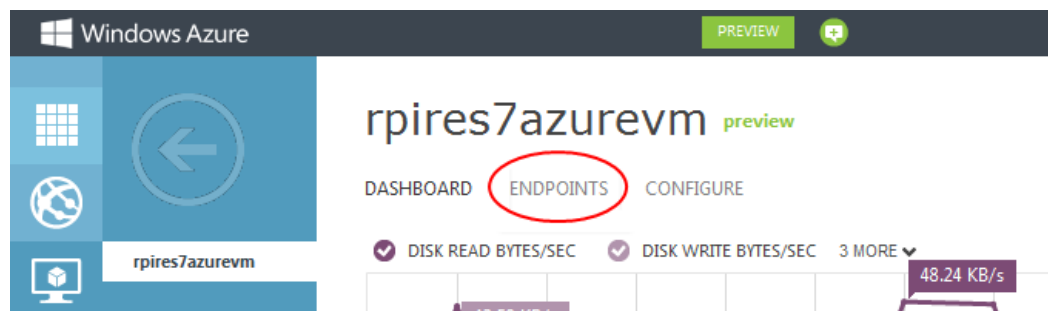 Windows Azure
PREVIEW
rpires7azurevm preview
DASHBOARD ENDPOINTS CONFIGURE
rpires7azurevm
DISK READ BYTES/SEC DISK WRITE BYTES/SEC 3 MORE
48.24 KB/s